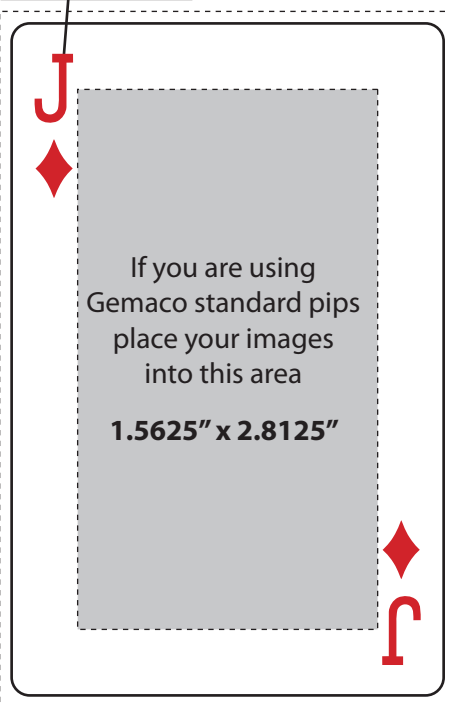 J
If you are using
Gemaco standard pips
place your images
into this area
1.5625” x 2.8125”
J